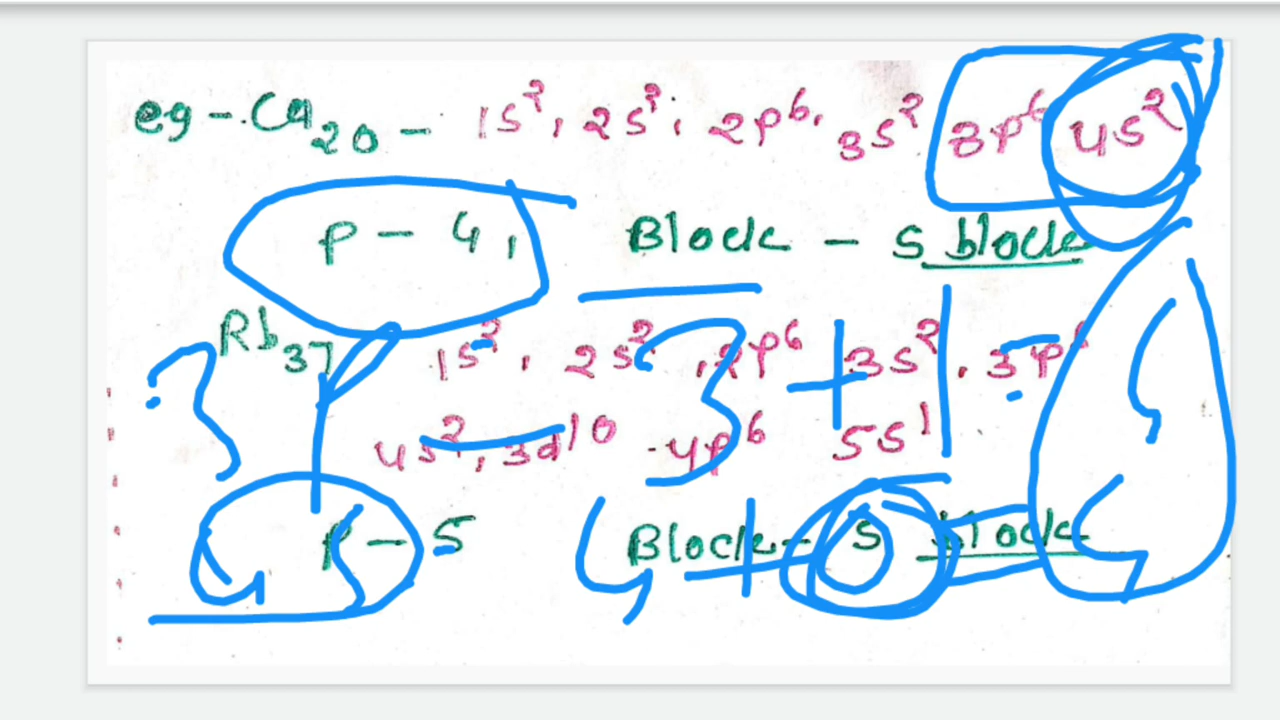 eg - Ca20 - 1s², 2s², 2p⁶, 3s² 3p⁶ 4s²
P - 4, Block - s block
Rb37 1s², 2s², 2p⁶ 3s², 3p⁶
4s², 3d¹⁰ 4p⁶ 5s¹
P - 5 Block - s block